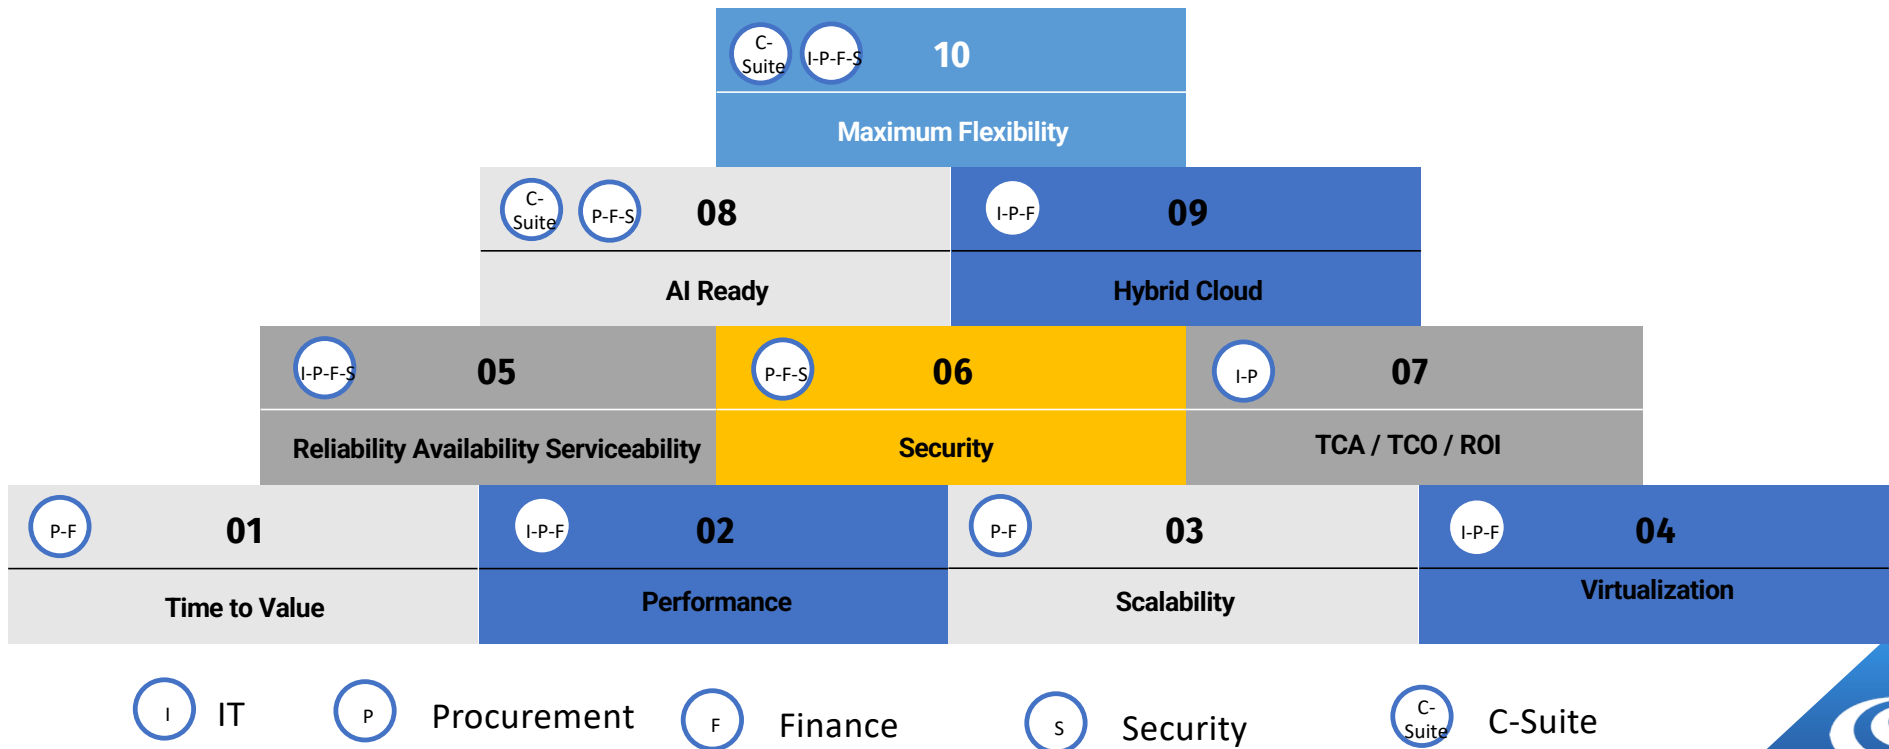 C-
Suite
I-P-F-S
10
Maximum Flexibility
C-
Suite
P-F-S
08
AI Ready
I-P-F
09
Hybrid Cloud
I-P-F-S
05
Reliability Availability Serviceability
P-F-S
06
Security
I-P
07
TCA / TCO / ROI
P-F
01
Time to Value
I-P-F
02
Performance
P-F
03
Scalability
I-P-F
04
Virtualization
I
IT
P
Procurement
F
Finance
S
Security
C-
Suite
C-Suite